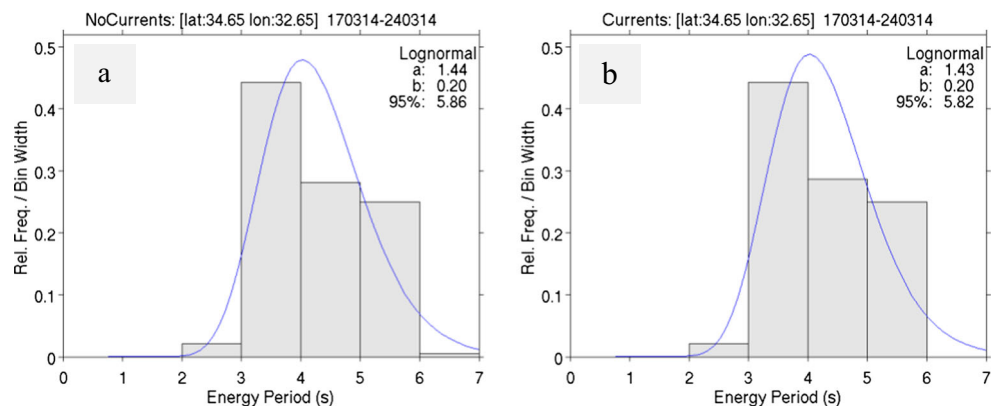 NoCurrents: [lat:34.65 lon:32.65] 170314-240314
a
Lognormal
a: 1.44
b: 0.20
95%: 5.86
Rel. Freq. / Bin Width
0.5
0.4
0.3
0.2
0.1
0
0 1 2 3 4 5 6 7
Energy Period (s)
Currents: [lat:34.65 lon:32.65] 170314-240314
b
Lognormal
a: 1.43
b: 0.20
95%: 5.82
Rel. Freq. / Bin Width
0.5
0.4
0.3
0.2
0.1
0
0 1 2 3 4 5 6 7
Energy Period (s)